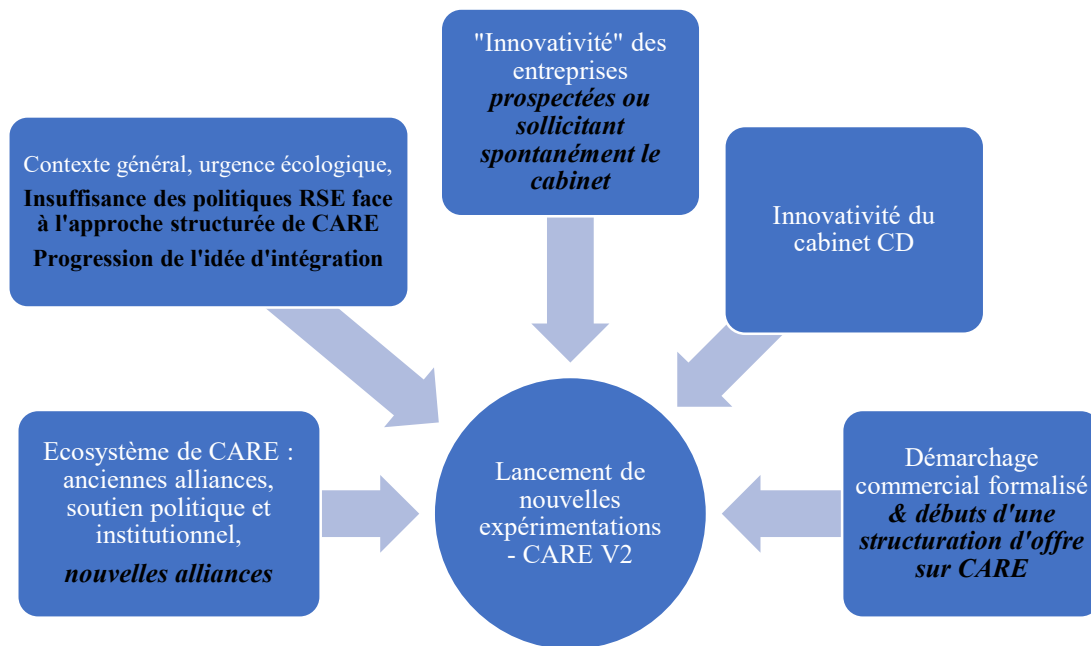 "Innovativité" des
entreprises
prospectées ou
sollicitant
spontanément le
cabinet
Contexte général, urgence écologique,
Insuffisance des politiques RSE face
à l'approche structurée de CARE
Progression de l'idée d'intégration
Innovativité du
cabinet CD
Ecosystème de CARE :
anciennes alliances,
soutien politique et
institutionnel,
nouvelles alliances
Lancement de
nouvelles
expérimentations
- CARE V2
Démarchage
commercial formalisé
& débuts d'une
structuration d'offre
sur CARE